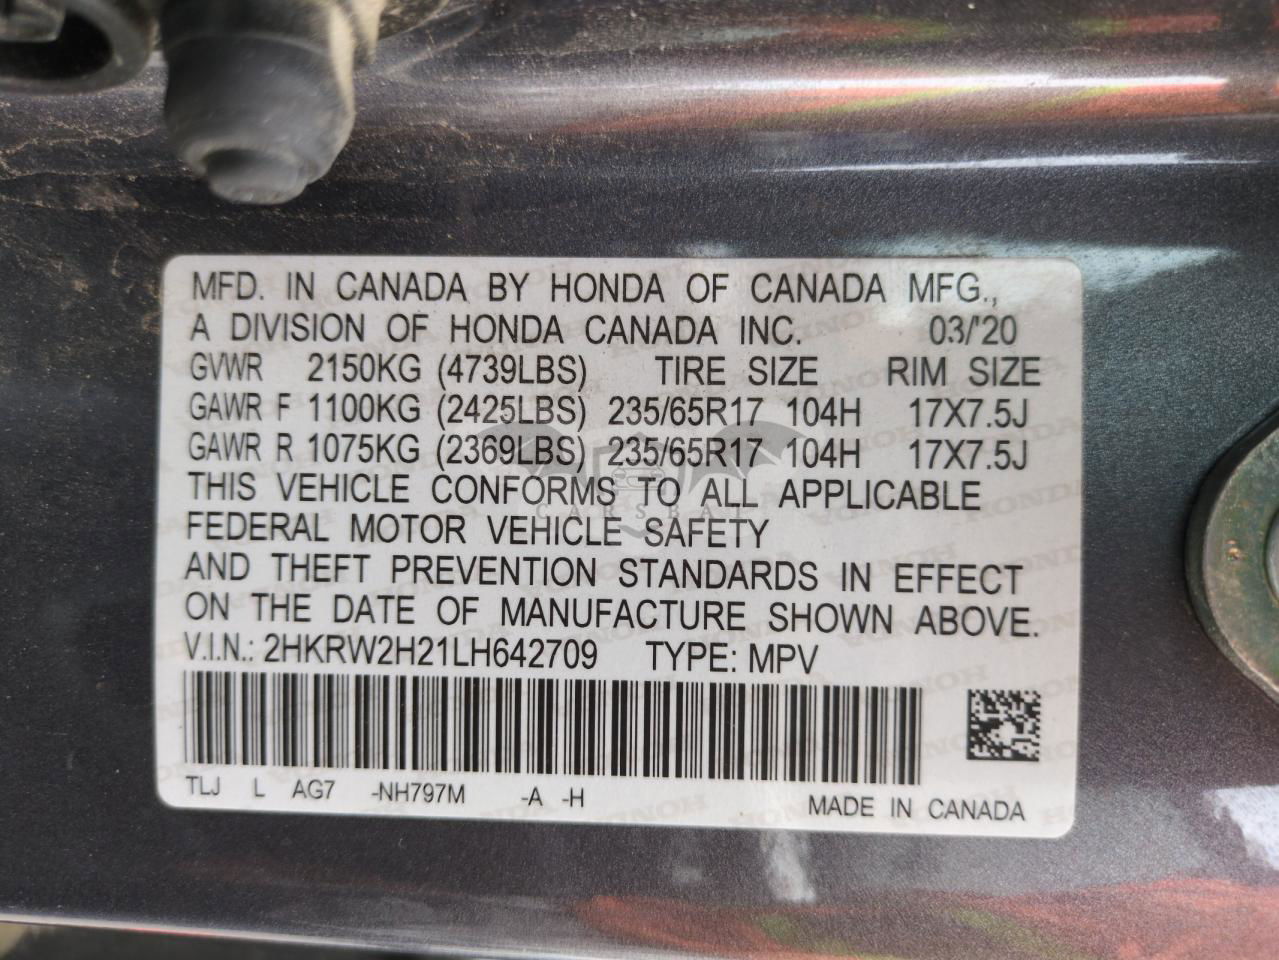 MFD. IN CANADA BY HONDA OF CANADA MFG.,
A DIVISION OF HONDA CANADA INC. 03/'20
GVWR 2150KG (4739LBS) TIRE SIZE RIM SIZE
GAWR F 1100KG (2425LBS) 235/65R17 104H 17X7.5J
GAWR R 1075KG (2369LBS) 235/65R17 104H 17X7.5J
THIS VEHICLE CONFORMS TO ALL APPLICABLE
CARSBAT
FEDERAL MOTOR VEHICLE SAFETY
AND THEFT PREVENTION STANDARDS IN EFFECT
ON THE DATE OF MANUFACTURE SHOWN ABOVE.
V.I.N.: 2HKRW2H21LH642709 TYPE: MPV
TLJ L AG7 -NH797M -A -H MADE IN CANADA